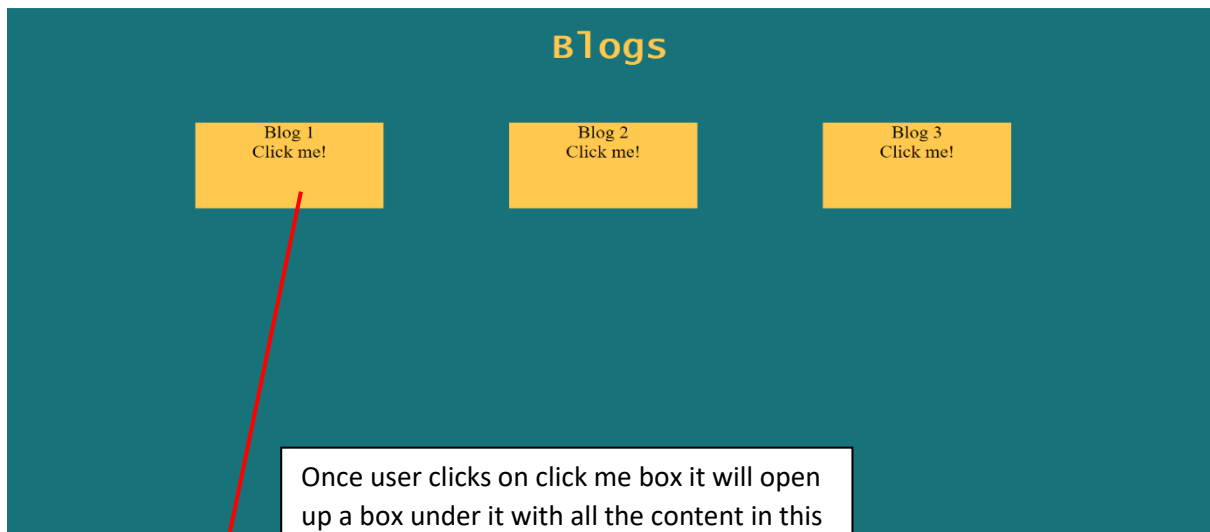 Blogs
Blog 1
Click me!
Blog 2
Click me!
Blog 3
Click me!
Once user clicks on click me box it will open
up a box under it with all the content in this